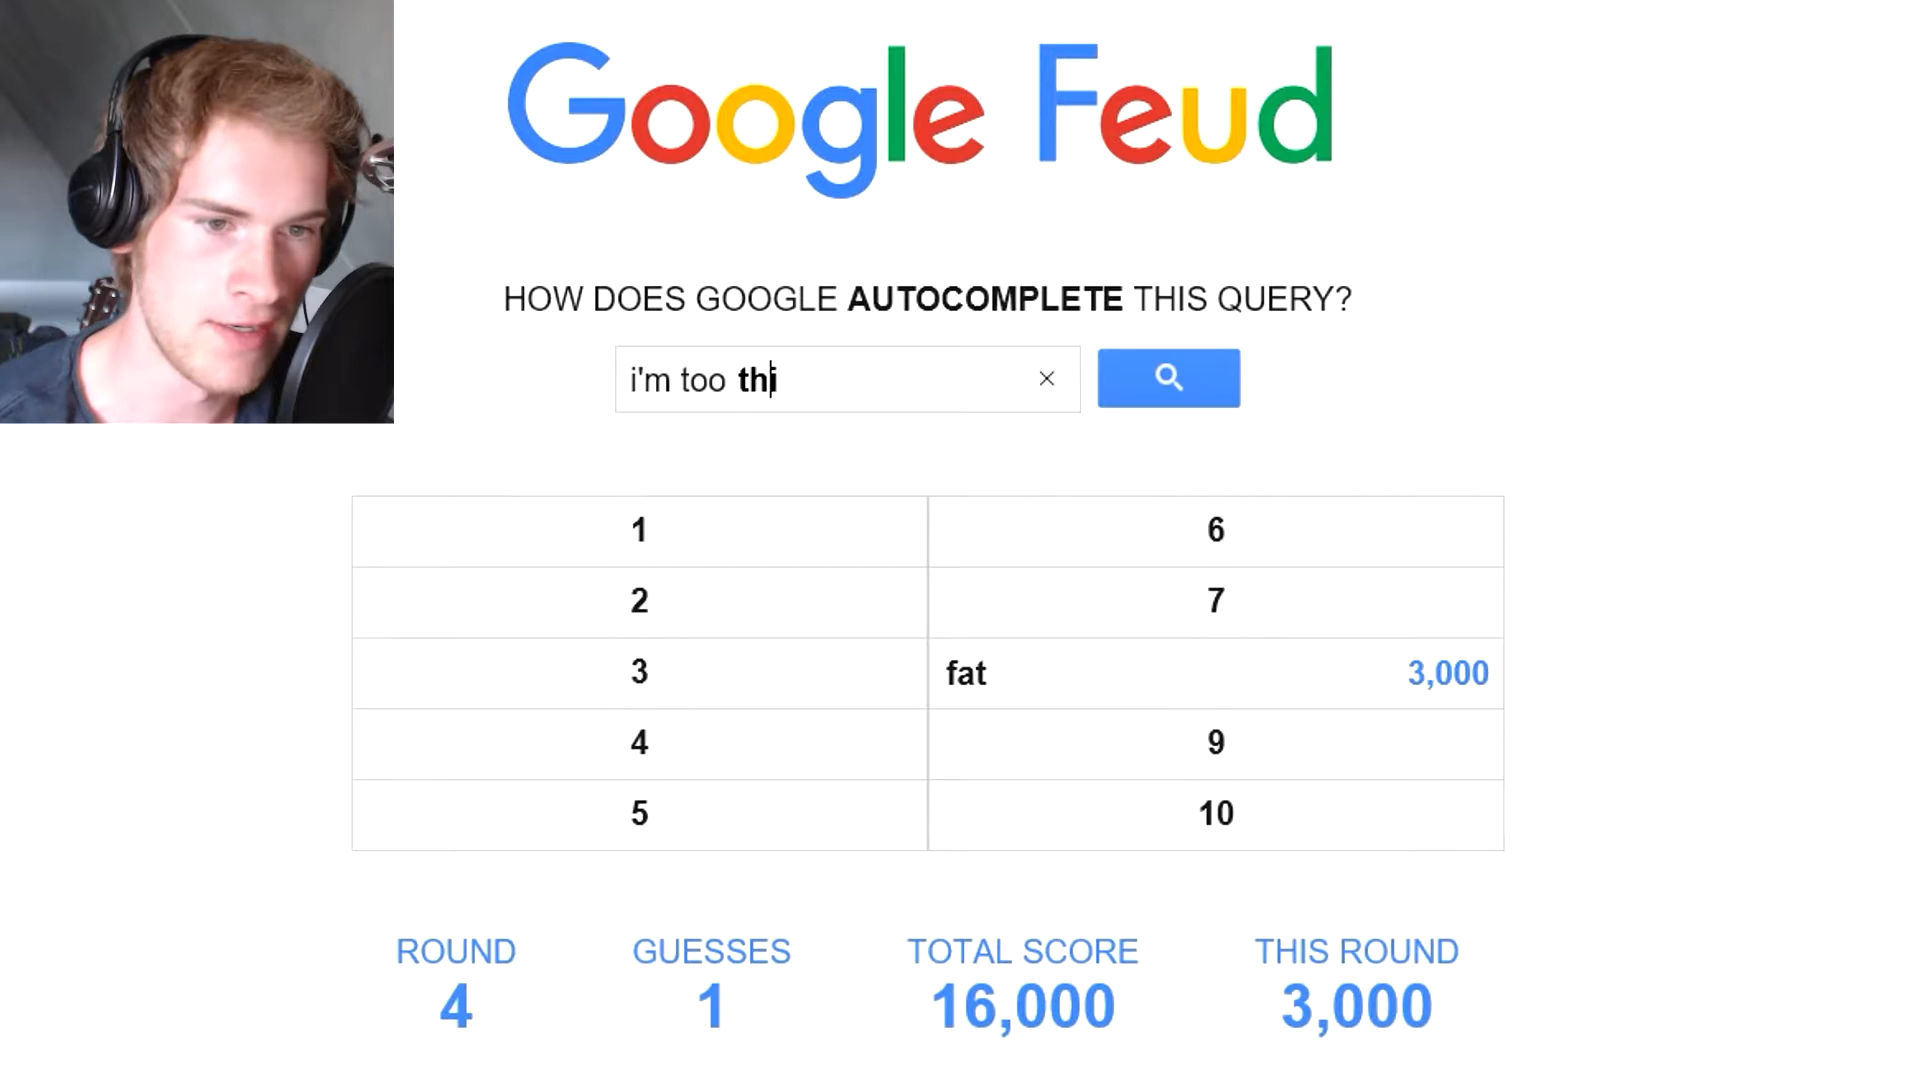 Google Feud
HOW DOES GOOGLE AUTOCOMPLETE THIS QUERY?
i'm too thi
1
6
2
7
3
fat 3,000
4
9
5
10
ROUND GUESSES TOTAL SCORE THIS ROUND
4 1 16,000 3,000